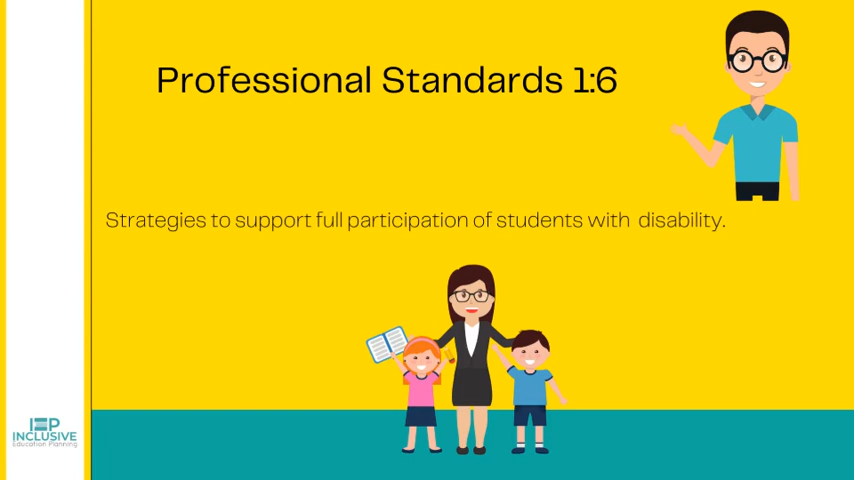 Professional Standards 1:6
Strategies to support full participation of students with disability.
IEP
INCLUSIVE
Education Planning